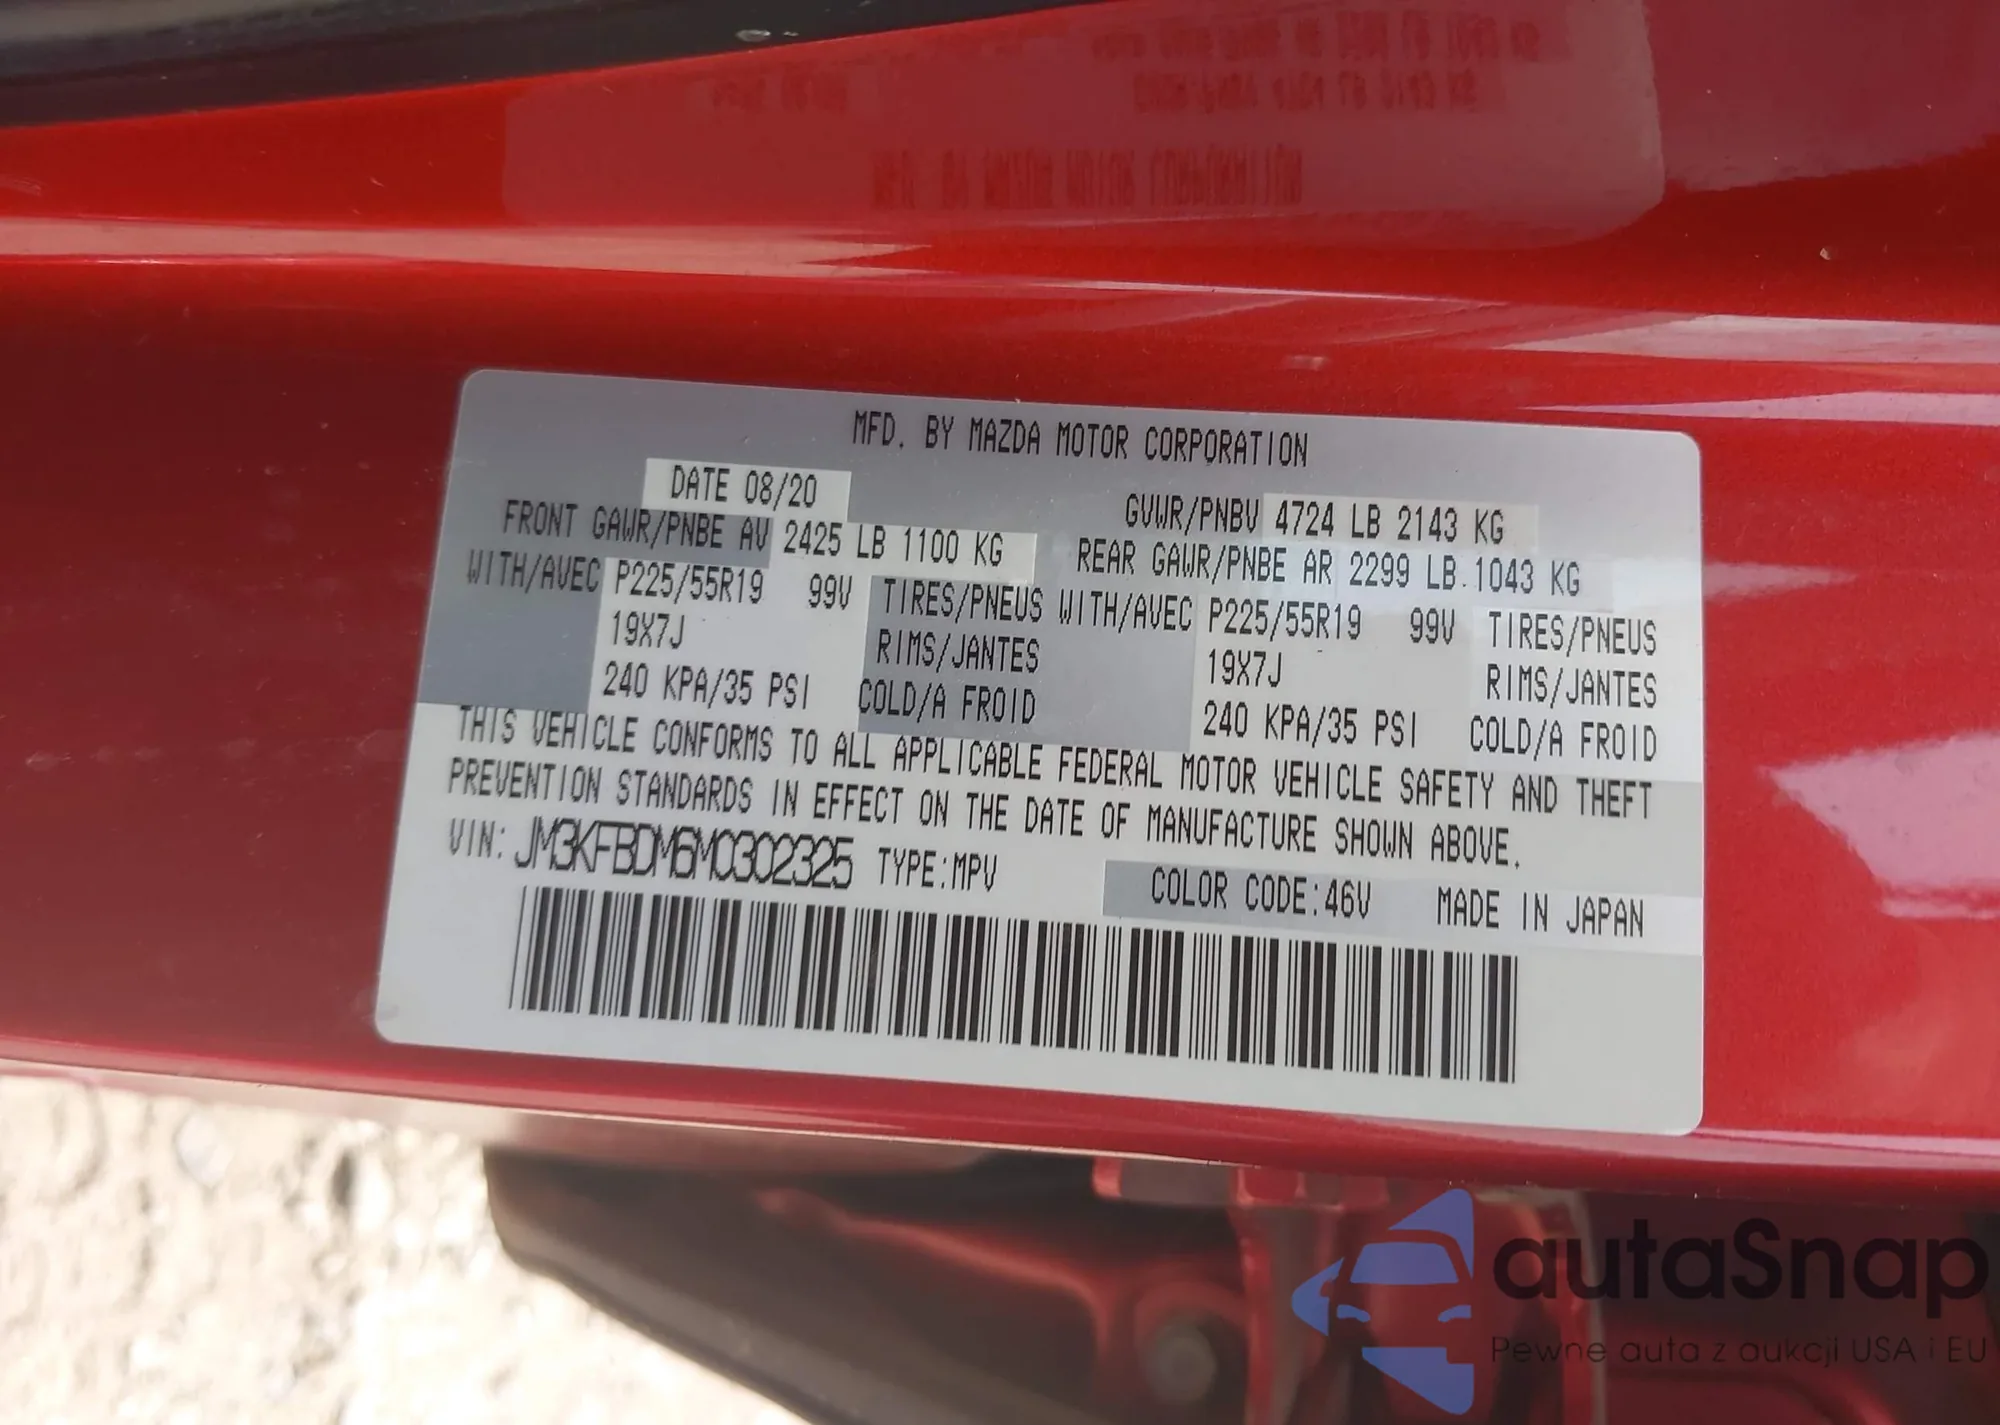 MFD. BY MAZDA MOTOR CORPORATION
DATE 08/20
GVWR/PNBV 4724 LB 2143 KG
FRONT GAWR/PNBE AV 2425 LB 1100 KG
REAR GAWR/PNBE AR 2299 LB 1043 KG
WITH/AVEC P225/55R19 99V TIRES/PNEUS WITH/AVEC P225/55R19 99V TIRES/PNEUS
19X7J RIMS/JANTES 19X7J RIMS/JANTES
240 KPA/35 PSI COLD/A FROID 240 KPA/35 PSI COLD/A FROID
THIS VEHICLE CONFORMS TO ALL APPLICABLE FEDERAL MOTOR VEHICLE SAFETY AND THEFT
PREVENTION STANDARDS IN EFFECT ON THE DATE OF MANUFACTURE SHOWN ABOVE.
VIN: JM3KFBDM6M0302325 TYPE:MPV COLOR CODE:46V MADE IN JAPAN
autaSnap
Pewne auta z aukcji USA i EU